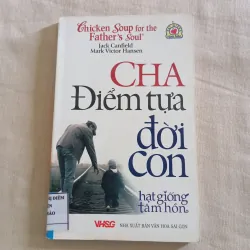 Chicken Soup for the
Father's Soul
Jack Canfield
Mark Victor Hansen
CHA
Điểm tựa
đời
con
hạt giống
tâm hồn
VHSG
NHÀ XUẤT BẢN VĂN HÓA SÀI GÒN